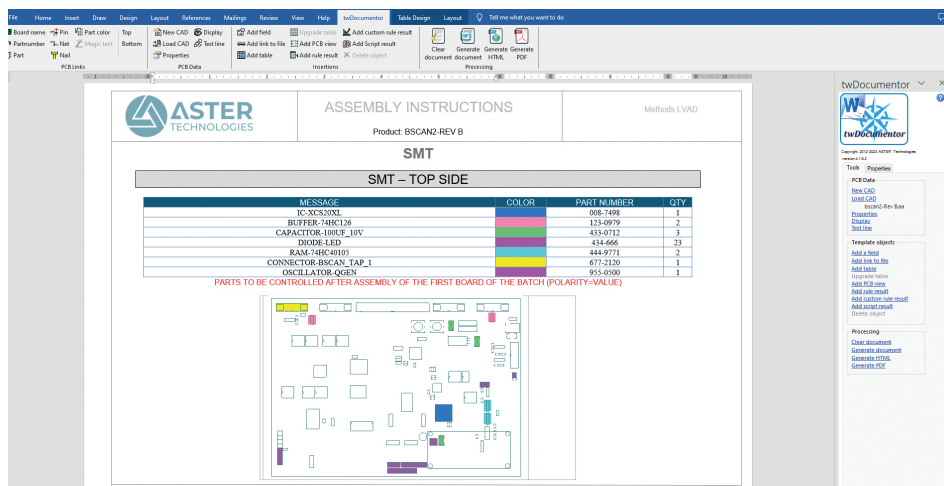 File Home Insert Draw Design Layout References Mailings Review View Help twDocumentor Table Design Layout Tell me what you want to do
Board name Pin Part color Top New CAD Display Add field Upgrade table Add custom rule result
Partnumber Net Magic text Bottom Load CAD Test line Add link to file Add PCB view Add Script result Clear Generate Generate Generate
Part Nail Properties Add table Add rule result Delete object document document HTML PDF
PCB Links PCB Data Insertions Processing
ASTER
TECHNOLOGIES
ASSEMBLY INSTRUCTIONS
Product: BSCAN2-REV B
Methods LVAD
SMT
SMT – TOP SIDE
MESSAGE COLOR PART NUMBER QTY
IC-XCS20XL 008-7498 1
BUFFER-74HC126 123-0979 2
CAPACITOR-100UF_10V 433-0712 3
DIODE-LED 434-666 23
RAM-74HC40105 444-9771 2
CONNECTOR-BSCAN_TAP_1 677-2120 1
OSCILLATOR-QGEN 955-0500 1
PARTS TO BE CONTROLLED AFTER ASSEMBLY OF THE FIRST BOARD OF THE BATCH (POLARITY=VALUE)
twDocumentor
twDocumentor
Copyright 2012-2023 ASTER Technologies
Tools Properties
PCB Data
New CAD
Load CAD
bscan2-Rev B.aa
Properties
Display
Test line
Template objects
Add a field
Add link to file
Add table
Upgrade table
Add PCB view
Add rule result
Add custom rule result
Add script result
Delete object
Processing
Clear document
Generate document
Generate HTML
Generate PDF